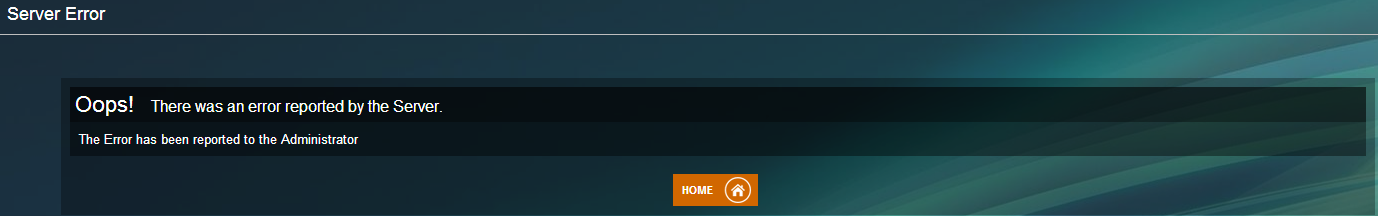 Server Error
Oops! There was an error reported by the Server.
The Error has been reported to the Administrator
HOME